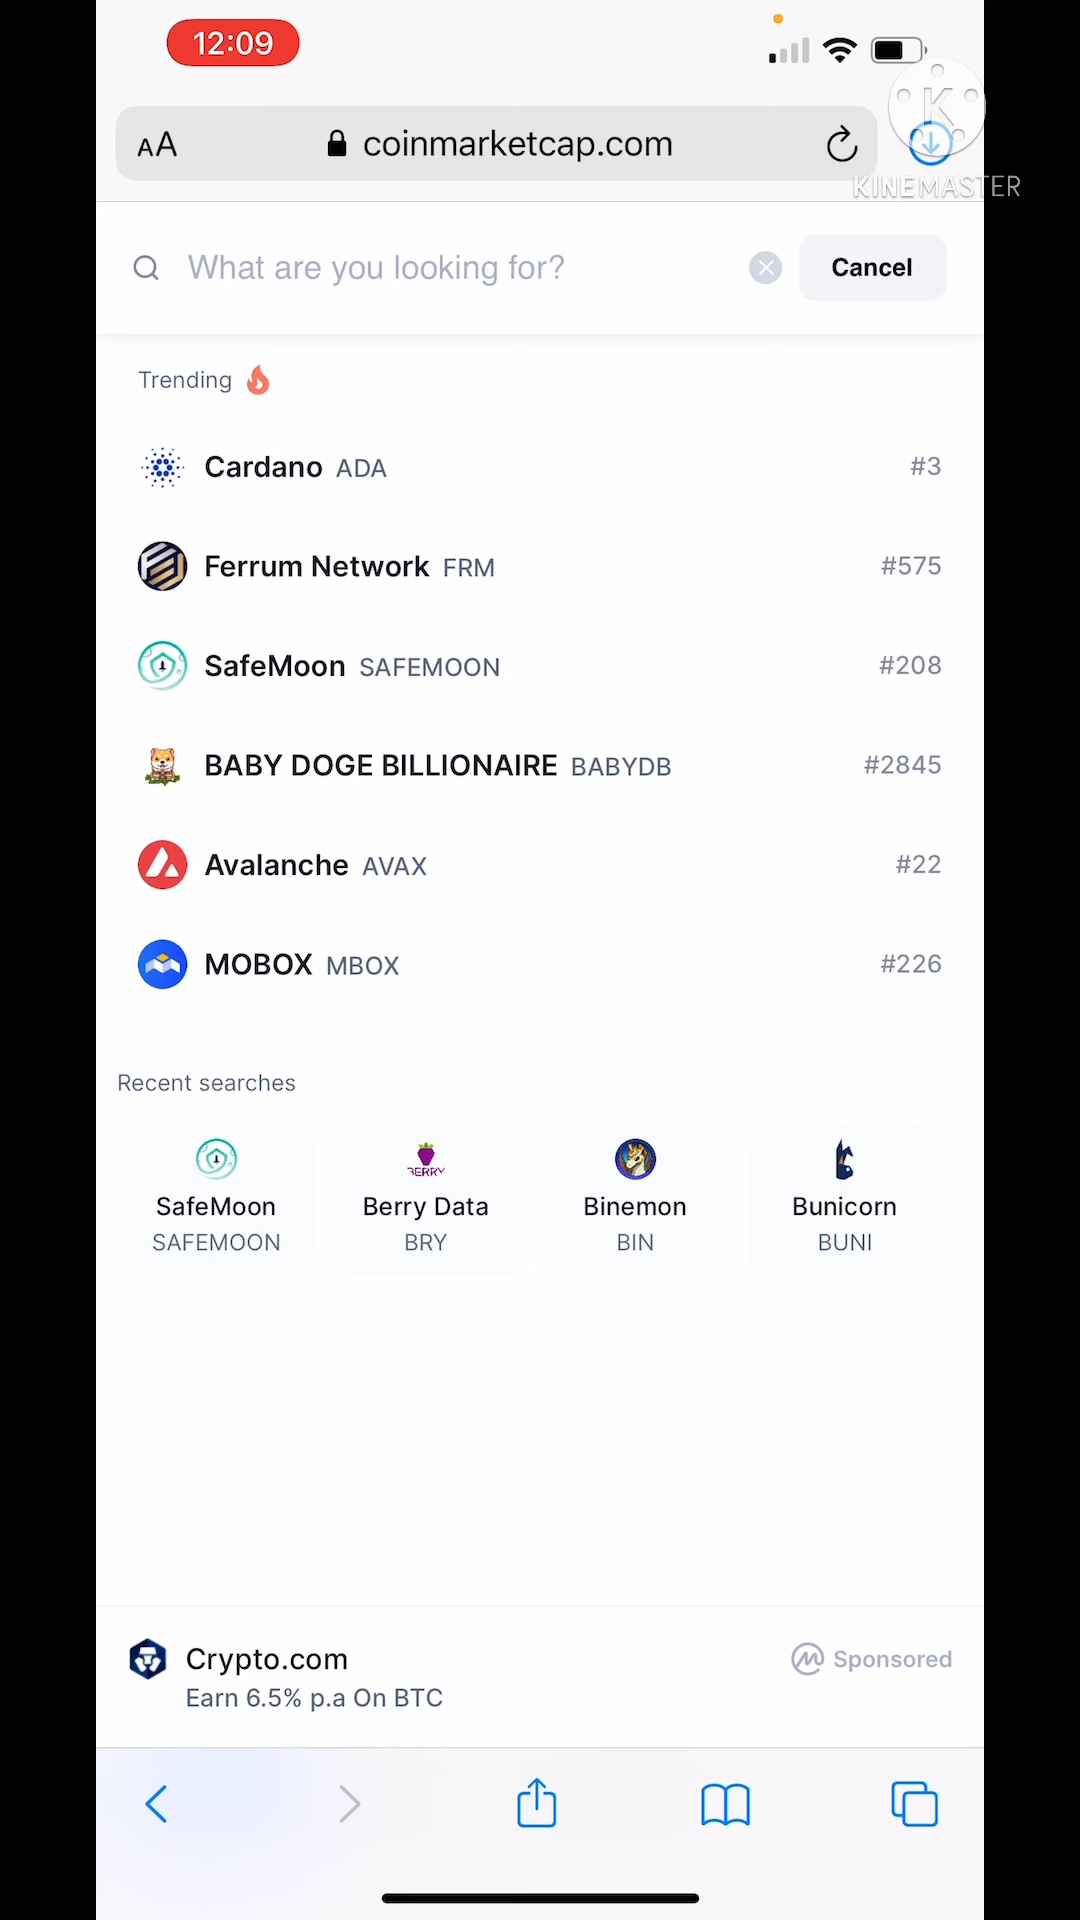 12:09
AA coinmarketcap.com
K
KINEMASTER
What are you looking for? Cancel
Trending
Cardano ADA #3
Ferrum Network FRM #575
SafeMoon SAFEMOON #208
BABY DOGE BILLIONAIRE BABYDB #2845
Avalanche AVAX #22
MOBOX MBOX #226
Recent searches
BERRY
SafeMoon Berry Data Binemon Bunicorn
SAFEMOON BRY BIN BUNI
Crypto.com Sponsored
Earn 6.5% p.a On BTC